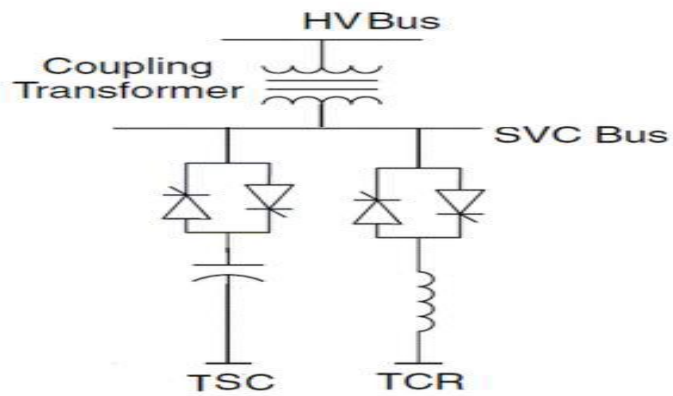 HV Bus
Coupling
Transformer
SVC Bus
TSC
TCR